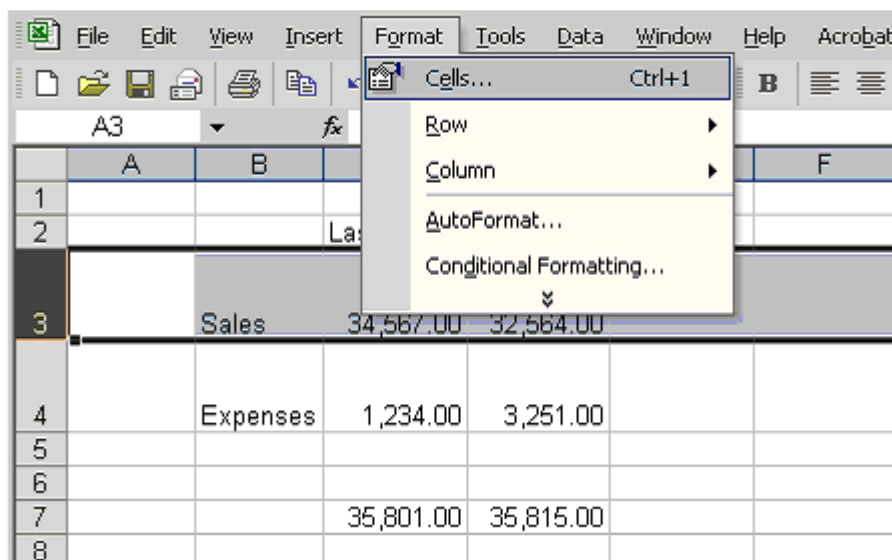 File Edit View Insert Format Tools Data Window Help Acrobat
Cells... Ctrl+1 B
A3 fx Row
A B Column F
1
2 AutoFormat...
Conditional Formatting...
3 Sales 34,567.00 32,564.00
4 Expenses 1,234.00 3,251.00
5
6
7 35,801.00 35,815.00
8